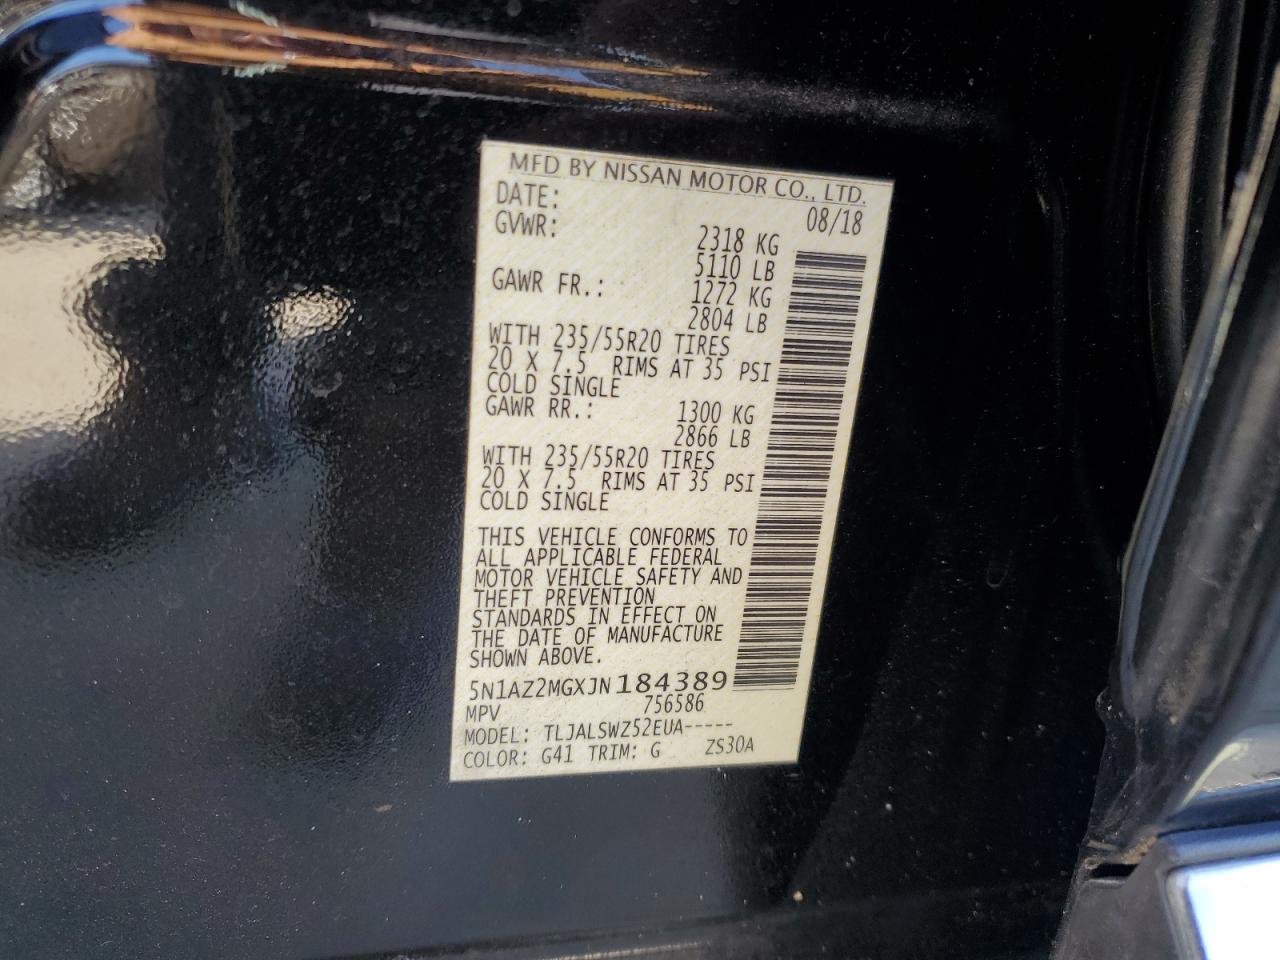 MFD BY NISSAN MOTOR CO., LTD.
DATE: 08/18
GVWR: 2318 KG
5110 LB
GAWR FR.: 1272 KG
2804 LB
WITH 235/55R20 TIRES
20 X 7.5 RIMS AT 35 PSI
COLD SINGLE
GAWR RR.: 1300 KG
2866 LB
WITH 235/55R20 TIRES
20 X 7.5 RIMS AT 35 PSI
COLD SINGLE
THIS VEHICLE CONFORMS TO
ALL APPLICABLE FEDERAL
MOTOR VEHICLE SAFETY AND
THEFT PREVENTION
STANDARDS IN EFFECT ON
THE DATE OF MANUFACTURE
SHOWN ABOVE.
5N1AZ2MGXJN184389
MPV 756586
MODEL: TLJALSWZ52EUA-----
COLOR: G41 TRIM: G ZS30A